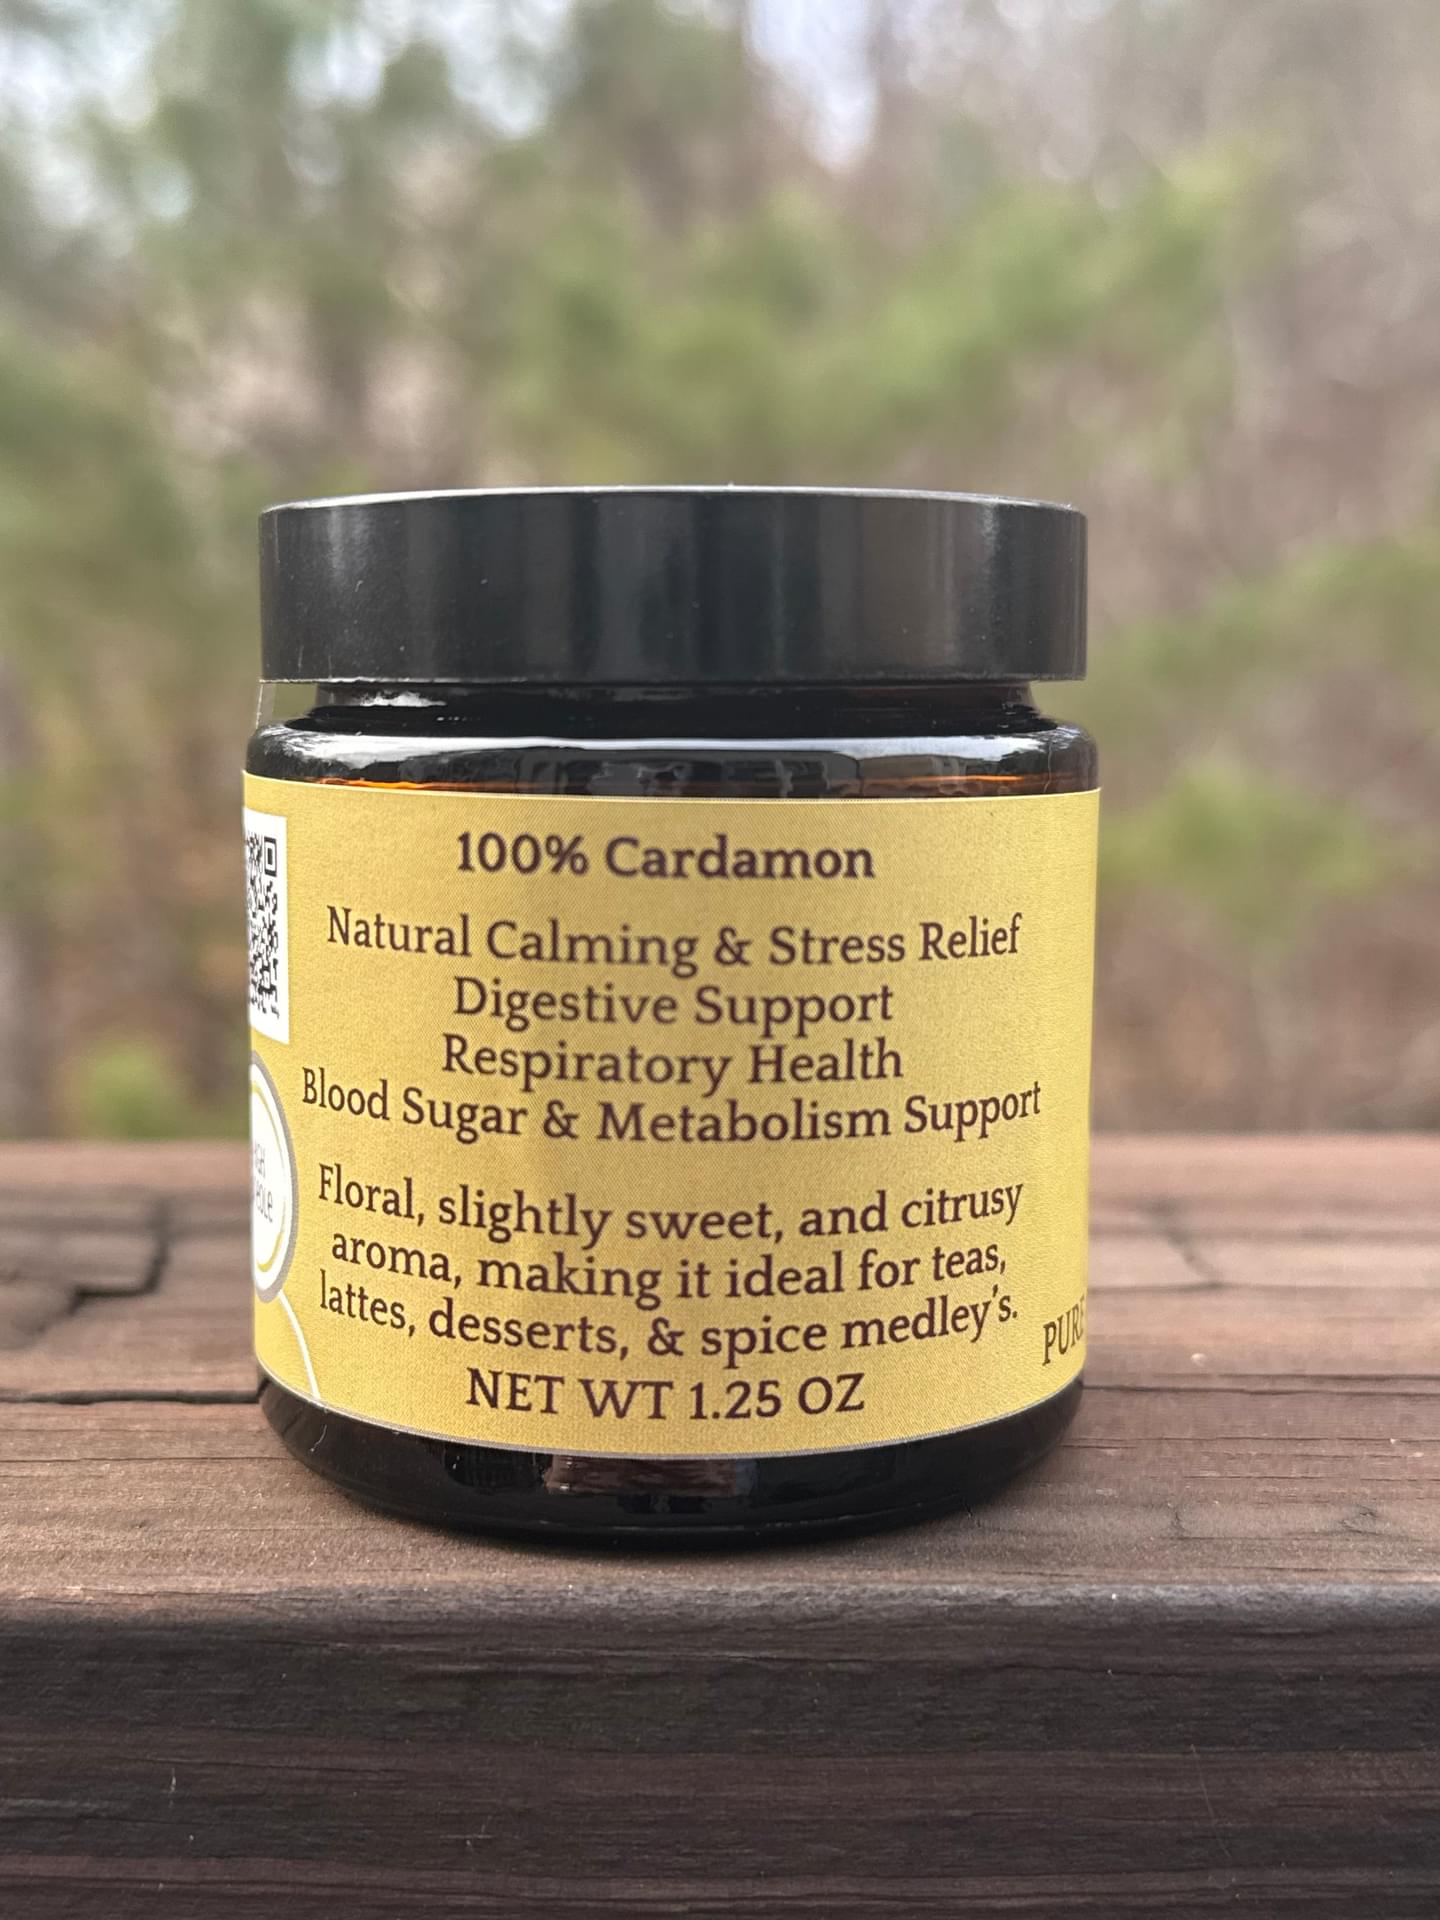 100% Cardamon
Natural Calming & Stress Relief
Digestive Support
Respiratory Health
Blood Sugar & Metabolism Support
Floral, slightly sweet, and citrusy
aroma, making it ideal for teas,
lattes, desserts, & spice medley's.
NET WT 1.25 OZ
PURE